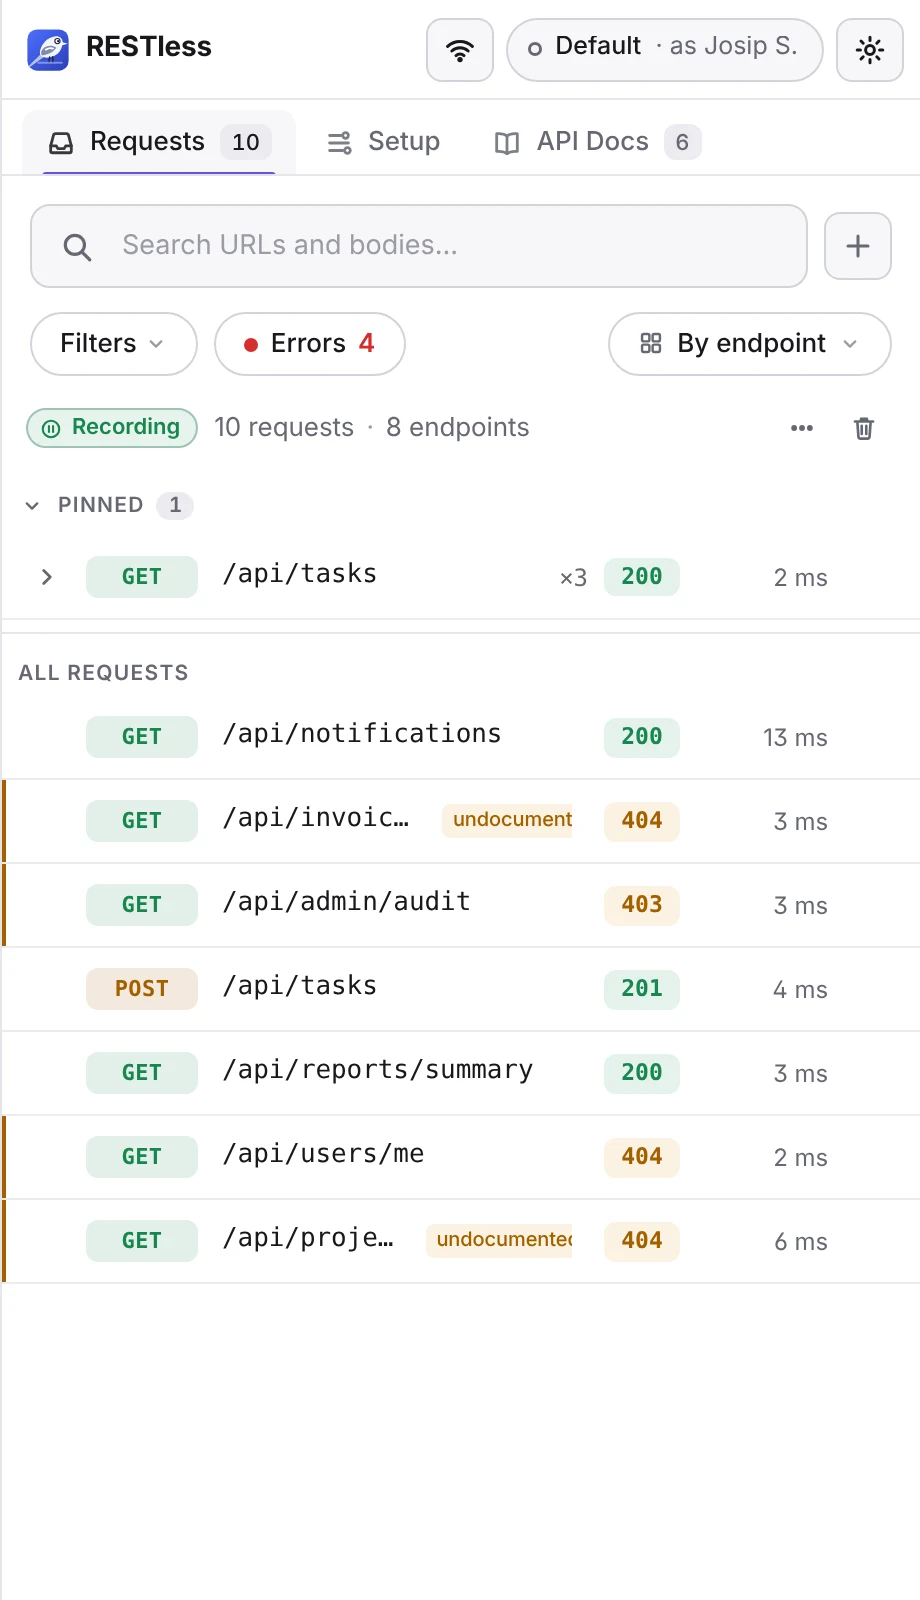 RESTless
Default · as Josip S.
Requests 10
Setup
API Docs 6
Search URLs and bodies...
Filters
Errors 4
By endpoint
Recording
10 requests · 8 endpoints
PINNED 1
GET /api/tasks ×3 200 2 ms
ALL REQUESTS
GET /api/notifications 200 13 ms
GET /api/invoic… undocument 404 3 ms
GET /api/admin/audit 403 3 ms
POST /api/tasks 201 4 ms
GET /api/reports/summary 200 3 ms
GET /api/users/me 404 2 ms
GET /api/proje… undocumented 404 6 ms